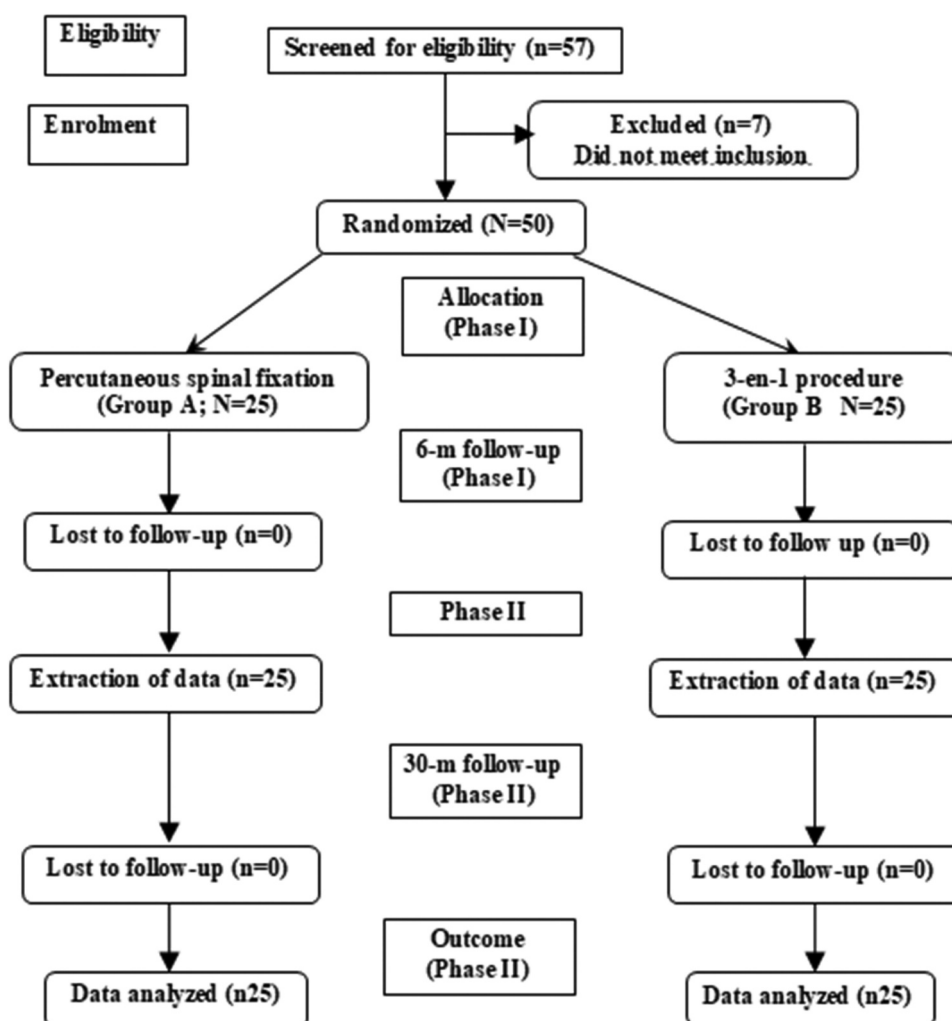 Eligibility
Screened for eligibility (n=57)
Enrolment
Excluded (n=7)
Did not meet inclusion
Randomized (N=50)
Allocation
(Phase I)
Percutaneous spinal fixation
(Group A; N=25)
3-en-1 procedure
(Group B N=25)
6-m follow-up
(Phase I)
Lost to follow-up (n=0)
Lost to follow up (n=0)
Phase II
Extraction of data (n=25)
Extraction of data (n=25)
30-m follow-up
(Phase II)
Lost to follow-up (n=0)
Lost to follow-up (n=0)
Outcome
(Phase II)
Data analyzed (n25)
Data analyzed (n25)